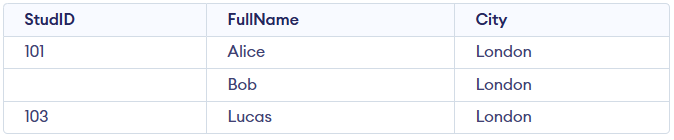 StudID FullName City
101 Alice London
Bob London
103 Lucas London